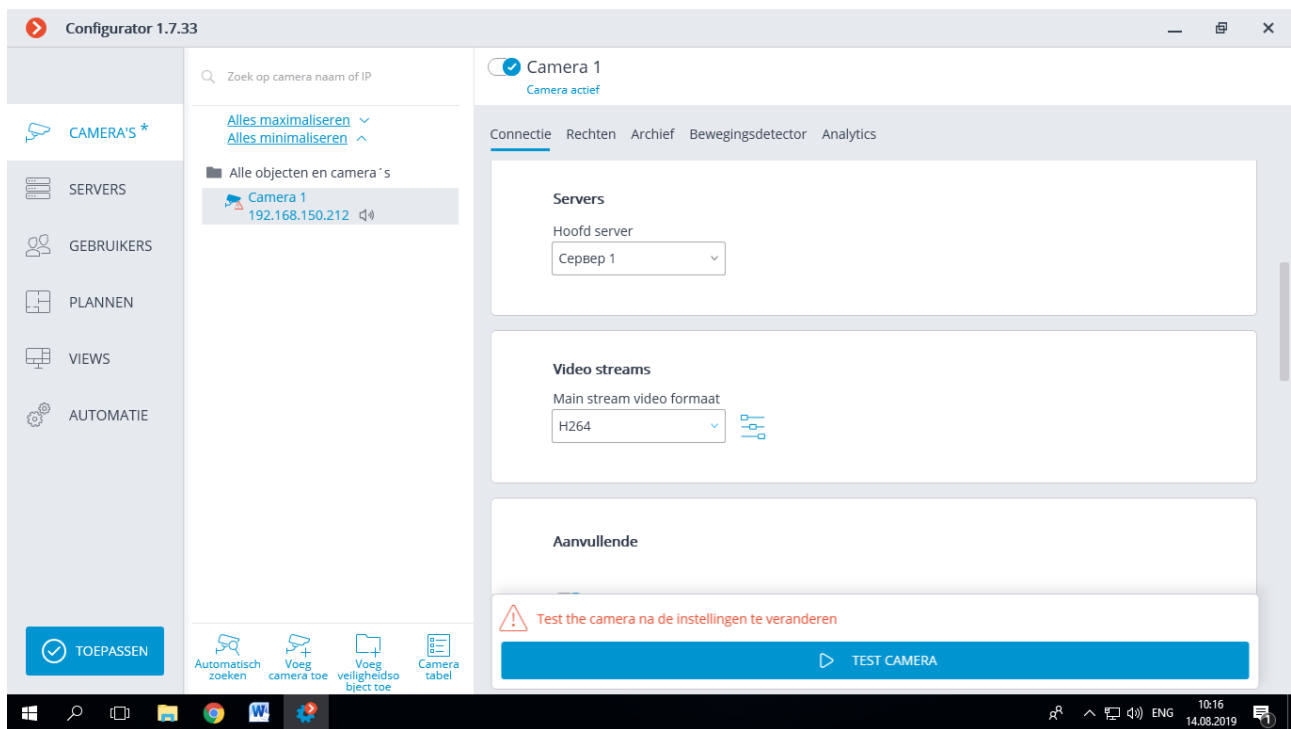 Configurator 1.7.33
Zoek op camera naam of IP
Camera 1
Camera actief
CAMERA'S *
SERVERS
GEBRUIKERS
PLANNEN
VIEWS
AUTOMATIE
TOEPASSEN
Alles maximaliseren
Alles minimaliseren
Alle objecten en camera´s
Camera 1
192.168.150.212
Automatisch
zoeken
Voeg
camera toe
Voeg
veiligheidso
bject toe
Camera
tabel
Connectie Rechten Archief Bewegingsdetector Analytics
Servers
Hoofd server
Сервер 1
Video streams
Main stream video formaat
H264
Aanvullende
Test the camera na de instellingen te veranderen
TEST CAMERA
ENG
10:16
14.08.2019
1